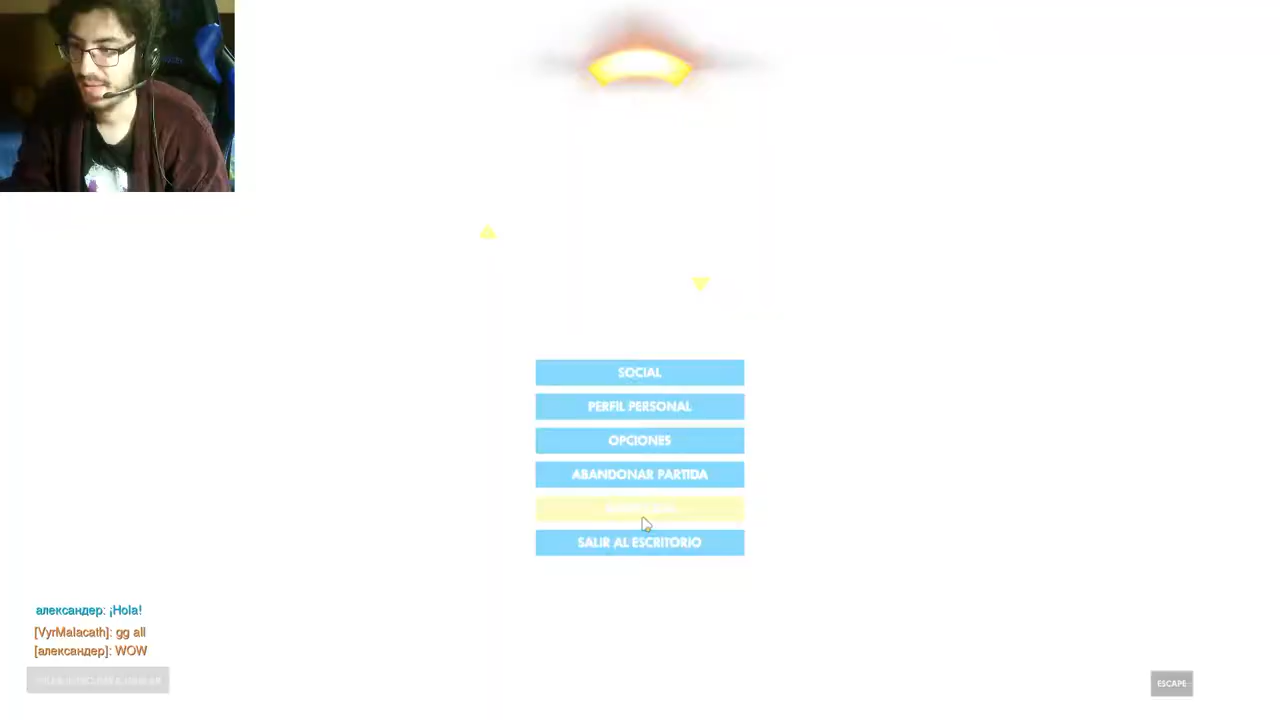 SOCIAL
PERFIL PERSONAL
OPCIONES
ABANDONAR PARTIDA
SALIR AL ESCRITORIO
александер: ¡Hola!
[VyrMalacath]: gg all
[александер]: WOW
ESCAPE